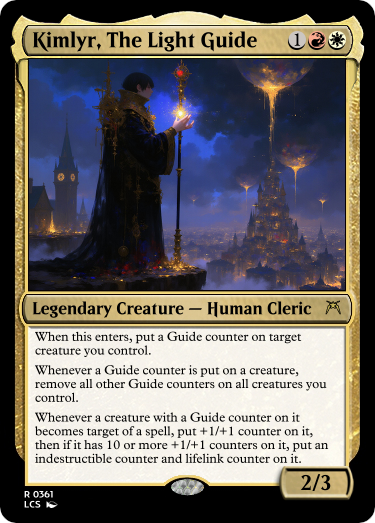 Kimlyr, The Light Guide 1
Legendary Creature — Human Cleric
When this enters, put a Guide counter on target
creature you control.
Whenever a Guide counter is put on a creature,
remove all other Guide counters on all creatures you
control.
Whenever a creature with a Guide counter on it
becomes target of a spell, put +1/+1 counter on it,
then if it has 10 or more +1/+1 counters on it, put an
indestructible counter and lifelink counter on it.
2/3
R 0361
LCS